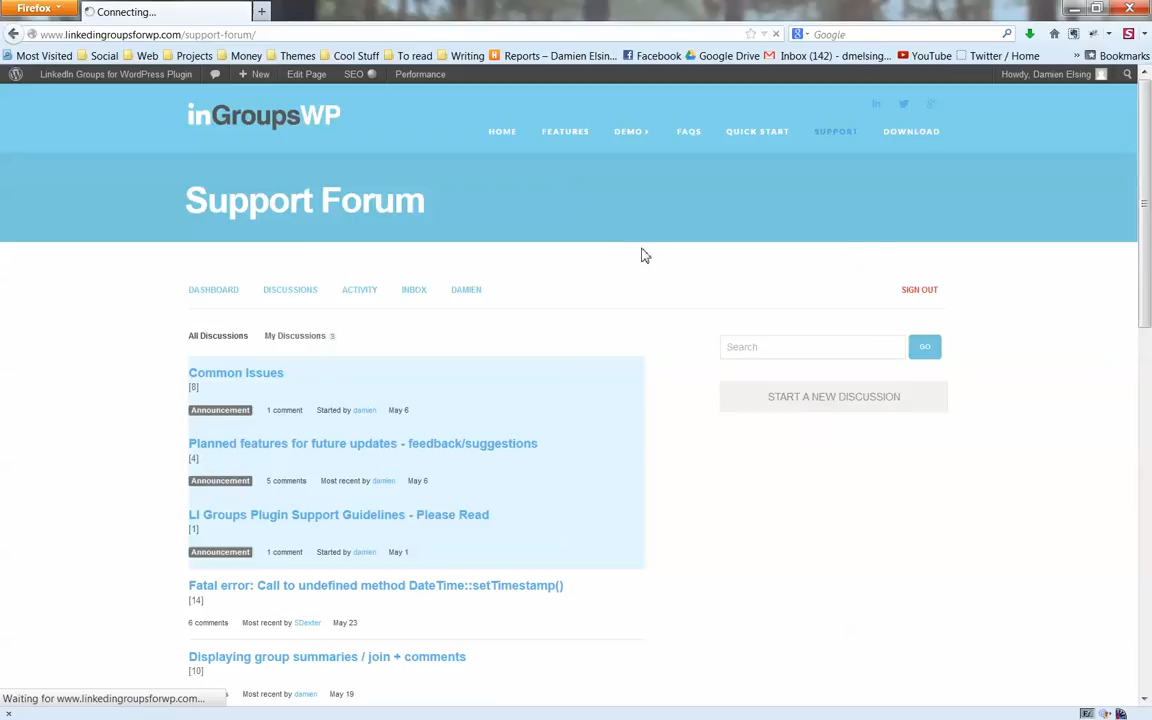 Firefox
Connecting...
www.linkedingroupsforwp.com/support-forum/
Google
Most Visited Social Web Projects Money Themes Cool Stuff To read Writing Reports – Damien Elsin... Facebook Google Drive Inbox (142) - dmelsing... YouTube Twitter / Home » Bookmarks
LinkedIn Groups for WordPress Plugin + New Edit Page SEO Performance Howdy, Damien Elsing
inGroupsWP
HOME FEATURES DEMO FAQS QUICK START SUPPORT DOWNLOAD
Support Forum
DASHBOARD DISCUSSIONS ACTIVITY INBOX DAMIEN SIGN OUT
All Discussions My Discussions 3
Search GO
Common Issues
[8]
Announcement 1 comment Started by damien May 6
START A NEW DISCUSSION
Planned features for future updates - feedback/suggestions
[4]
Announcement 5 comments Most recent by damien May 6
LI Groups Plugin Support Guidelines - Please Read
[1]
Announcement 1 comment Started by damien May 1
Fatal error: Call to undefined method DateTime::setTimestamp()
[14]
6 comments Most recent by SDexter May 23
Displaying group summaries / join + comments
[10]
Most recent by damien May 19
Waiting for www.linkedingroupsforwp.com...